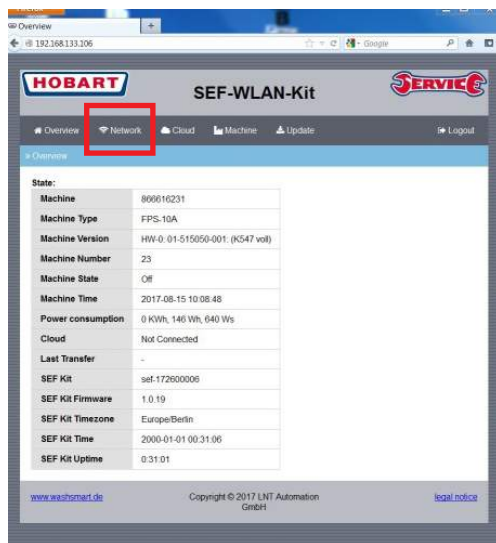 Overview +
192.168.133.106 Google
HOBART SEF-WLAN-Kit SERVICE
Overview Network Cloud Machine Update Logout
» Overview
State:
Machine 866616231
Machine Type FPS-10A
Machine Version HW-0: 01-515050-001: (K547 voll)
Machine Number 23
Machine State Off
Machine Time 2017-08-15 10:08:48
Power consumption 0 KWh, 146 Wh, 640 Ws
Cloud Not Connected
Last Transfer -
SEF Kit sef-172600006
SEF Kit Firmware 1.0.19
SEF Kit Timezone Europe/Berlin
SEF Kit Time 2000-01-01 00:31:06
SEF Kit Uptime 0:31:01
www.washsmart.de Copyright © 2017 LNT Automation legal notice
GmbH